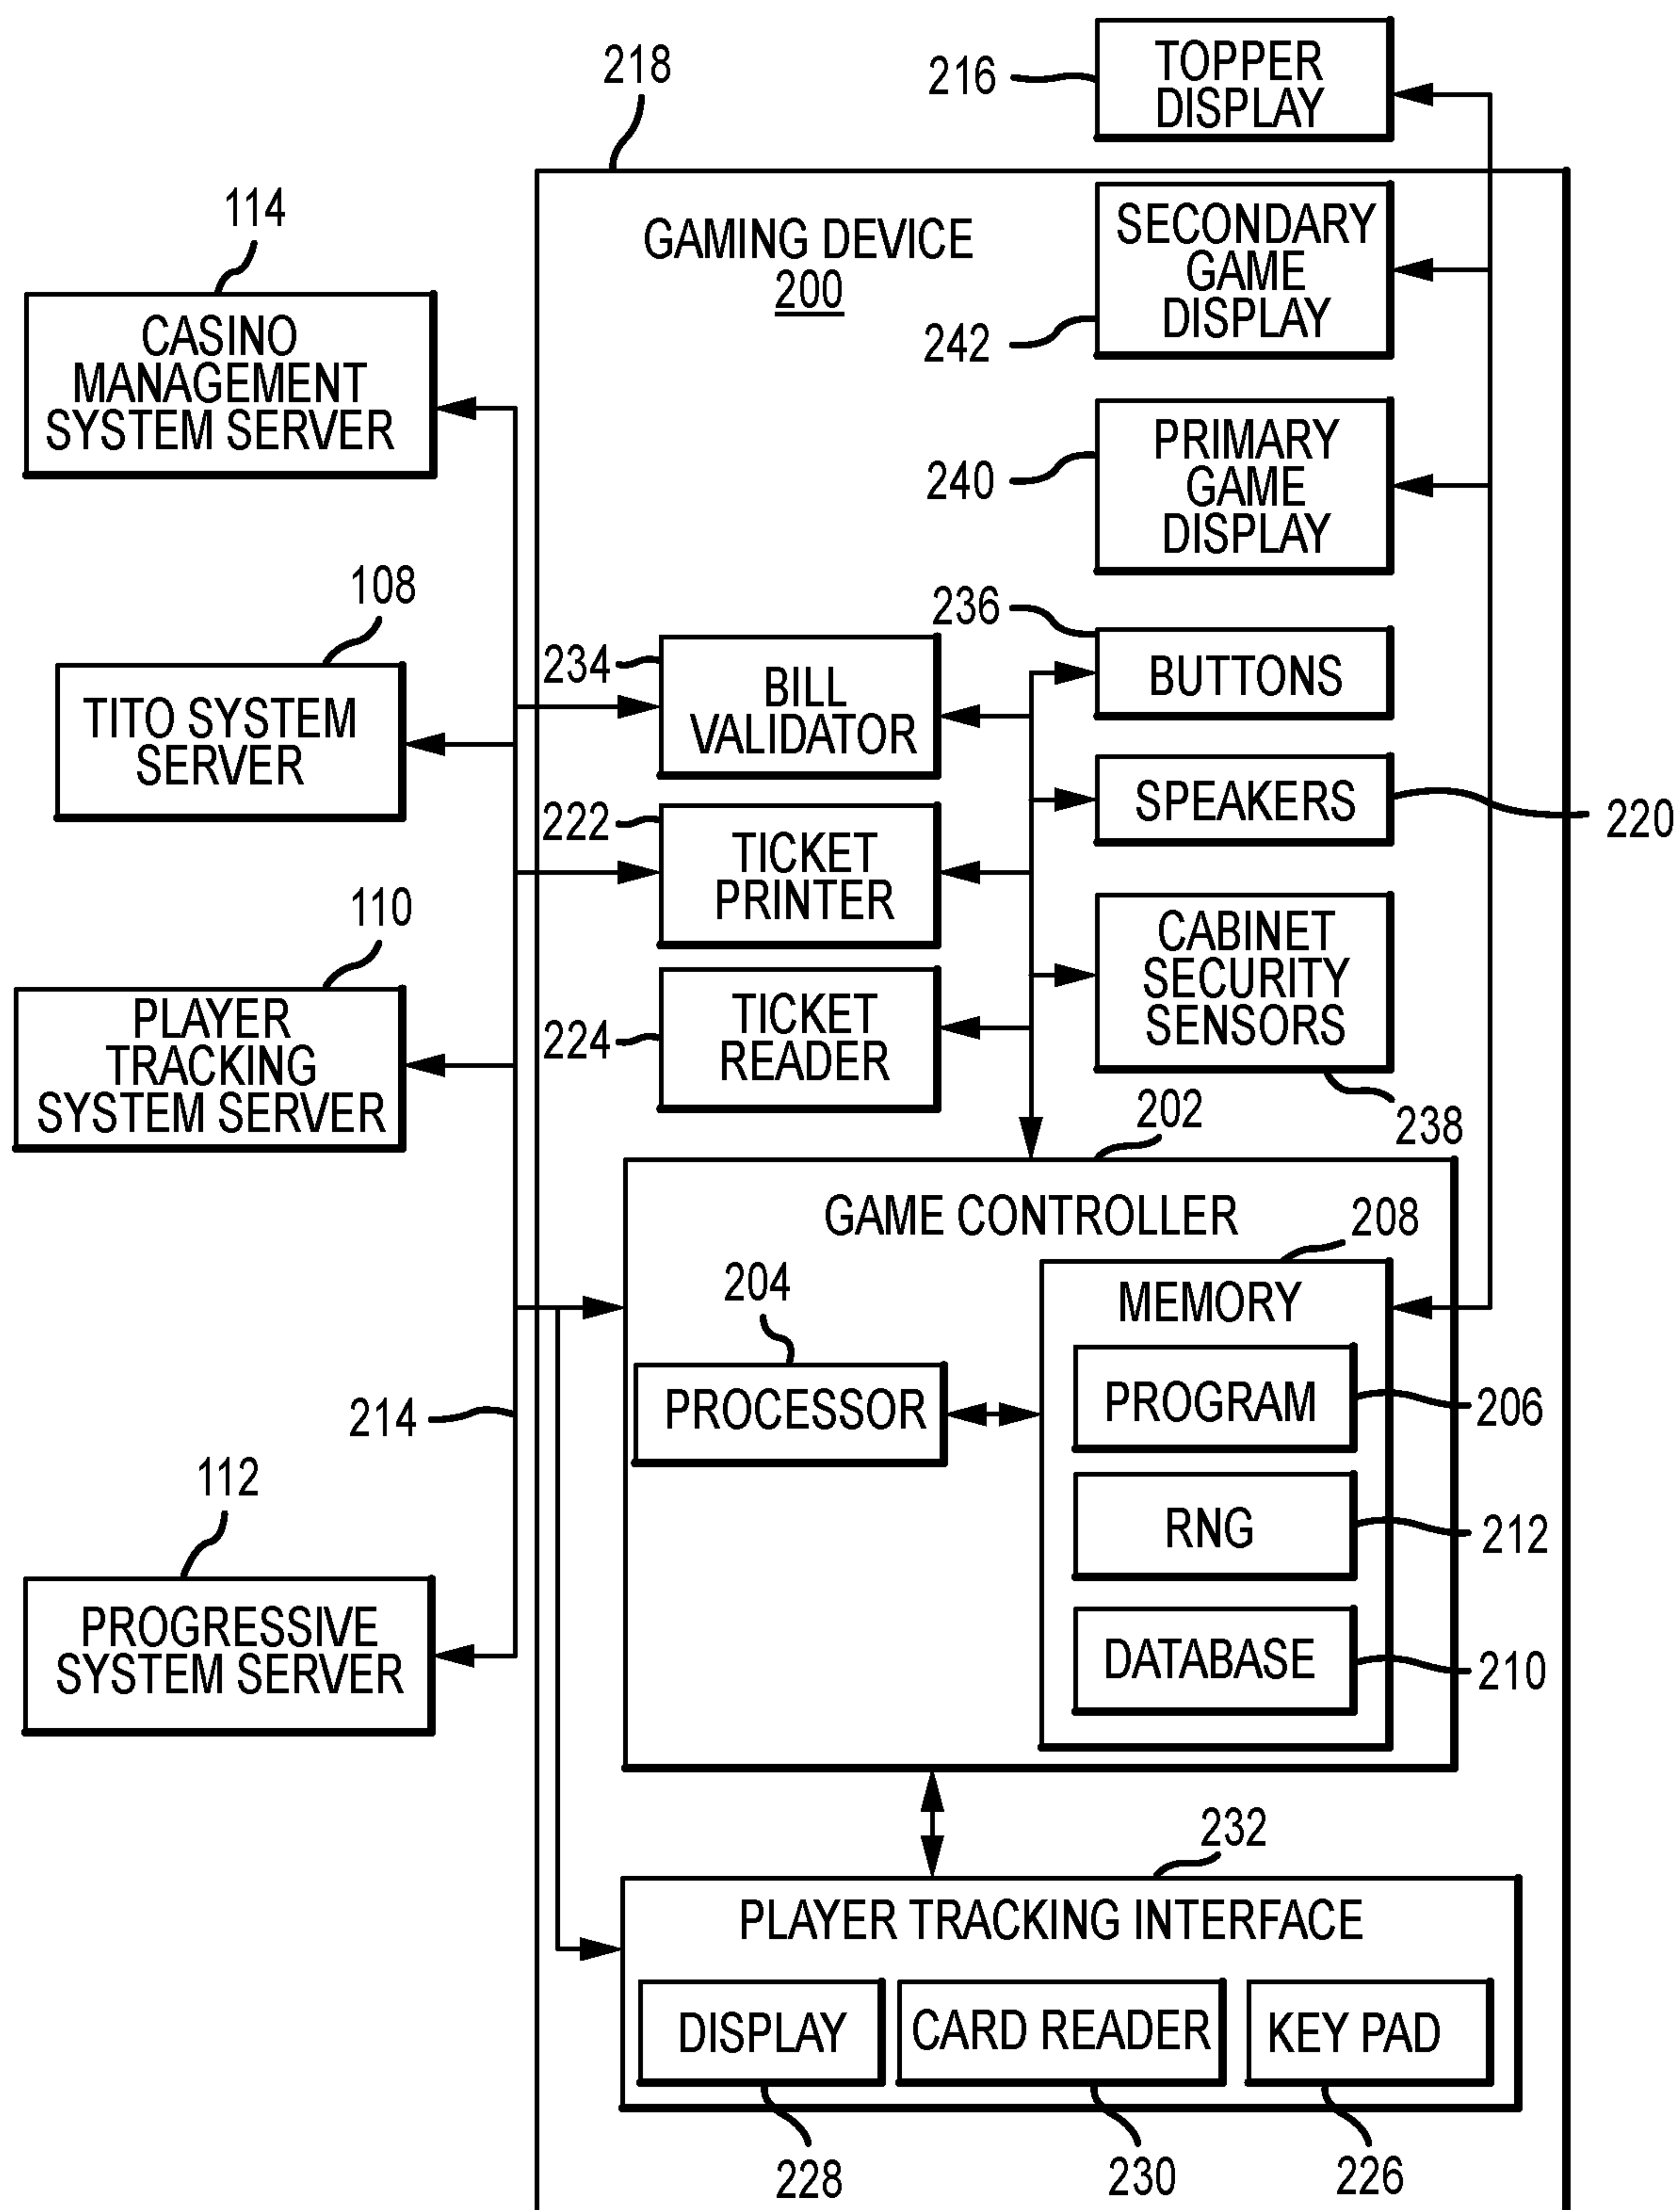 218
216
TOPPER
DISPLAY
114
GAMING DEVICE
200
SECONDARY
GAME
DISPLAY
242
CASINO
MANAGEMENT
SYSTEM SERVER
PRIMARY
GAME
DISPLAY
240
108
236
BUTTONS
234
BILL
VALIDATOR
TITO SYSTEM
SERVER
SPEAKERS
220
222
TICKET
PRINTER
110
CABINET
SECURITY
SENSORS
238
PLAYER
TRACKING
SYSTEM SERVER
224
TICKET
READER
202
GAME CONTROLLER
208
MEMORY
204
PROCESSOR
PROGRAM
206
214
RNG
212
112
PROGRESSIVE
SYSTEM SERVER
DATABASE
210
232
PLAYER TRACKING INTERFACE
DISPLAY
CARD READER
KEY PAD
228
230
226